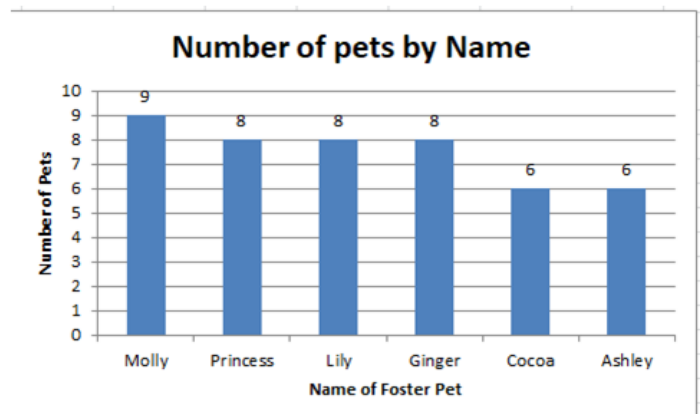 Number of pets by Name
Number of Pets
10
9
8
7
6
5
4
3
2
1
0
9
8
8
8
6
6
Molly
Princess
Lily
Ginger
Cocoa
Ashley
Name of Foster Pet